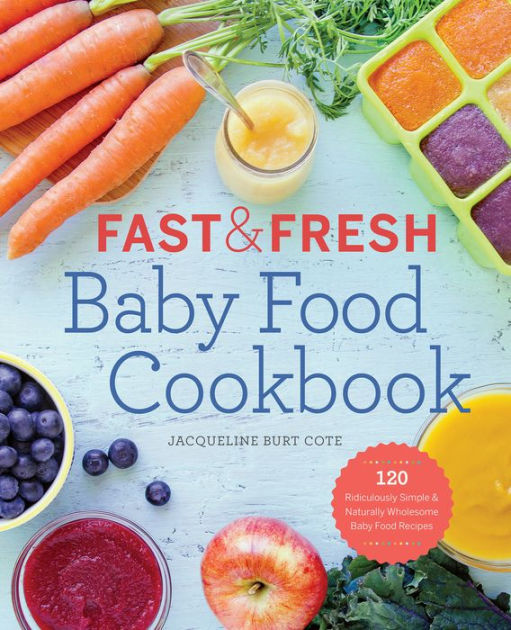 FAST & FRESH
Baby Food
Cookbook
JACQUELINE BURT COTE
120
Ridiculously Simple &
Naturally Wholesome
Baby Food Recipes